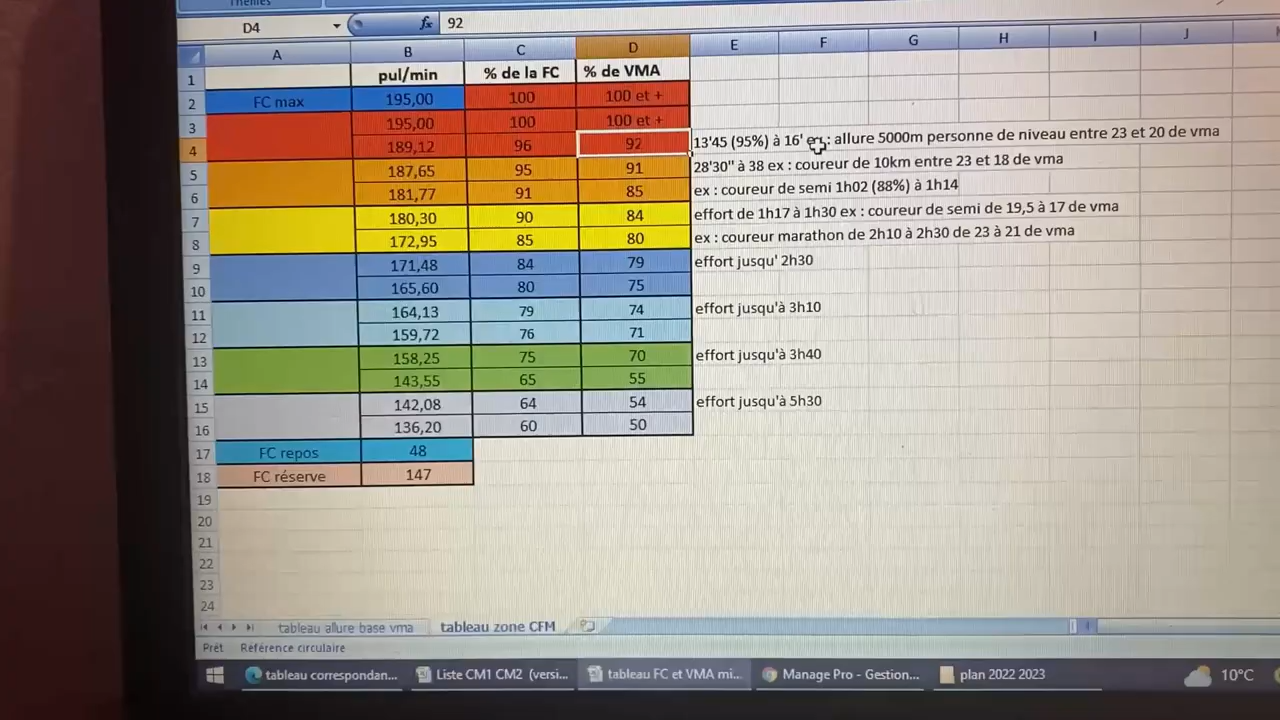 Thèmes
D4 fx 92
A B C D E F G H I J
1 pul/min % de la FC % de VMA
2 FC max 195,00 100 100 et +
3 195,00 100 100 et +
4 189,12 96 92 13'45 (95%) à 16' ex : allure 5000m personne de niveau entre 23 et 20 de vma
5 187,65 95 91 28'30" à 38 ex : coureur de 10km entre 23 et 18 de vma
6 181,77 91 85 ex : coureur de semi 1h02 (88%) à 1h14
7 180,30 90 84 effort de 1h17 à 1h30 ex : coureur de semi de 19,5 à 17 de vma
8 172,95 85 80 ex : coureur marathon de 2h10 à 2h30 de 23 à 21 de vma
9 171,48 84 79 effort jusqu' 2h30
10 165,60 80 75
11 164,13 79 74 effort jusqu'à 3h10
12 159,72 76 71
13 158,25 75 70 effort jusqu'à 3h40
14 143,55 65 55
15 142,08 64 54 effort jusqu'à 5h30
16 136,20 60 50
17 FC repos 48
18 FC réserve 147
19
20
21
22
23
24
tableau allure base vma tableau zone CFM
Prêt Référence circulaire
tableau correspondan... Liste CM1 CM2 (versi... tableau FC et VMA mi... Manage Pro - Gestion... plan 2022 2023 10°C